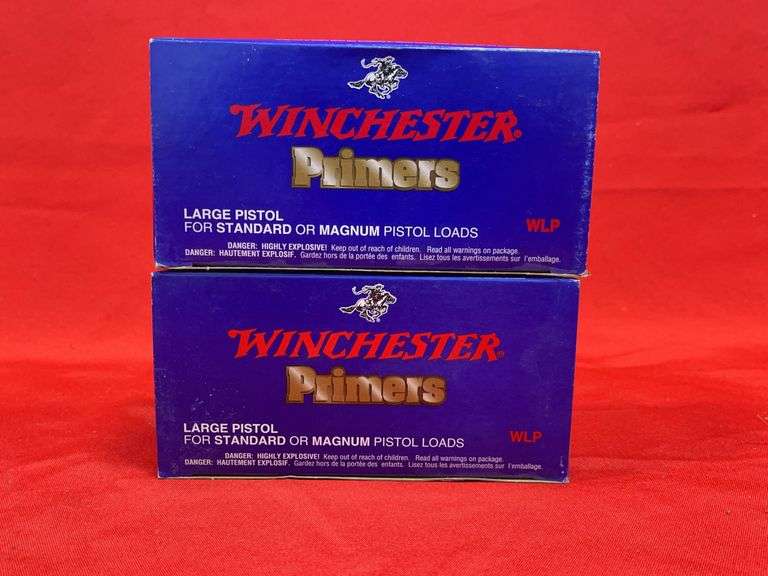 WINCHESTER®
Primers
LARGE PISTOL
FOR STANDARD OR MAGNUM PISTOL LOADS
WLP
DANGER: HIGHLY EXPLOSIVE! Keep out of reach of children. Read all warnings on package.
DANGER: HAUTEMENT EXPLOSIF. Gardez hors de la portée des enfants. Lisez tous les avertissements sur l'emballage.
WINCHESTER®
Primers
LARGE PISTOL
FOR STANDARD OR MAGNUM PISTOL LOADS
WLP
DANGER: HIGHLY EXPLOSIVE! Keep out of reach of children. Read all warnings on package.
DANGER: HAUTEMENT EXPLOSIF. Gardez hors de la portée des enfants. Lisez tous les avertissements sur l'emballage.